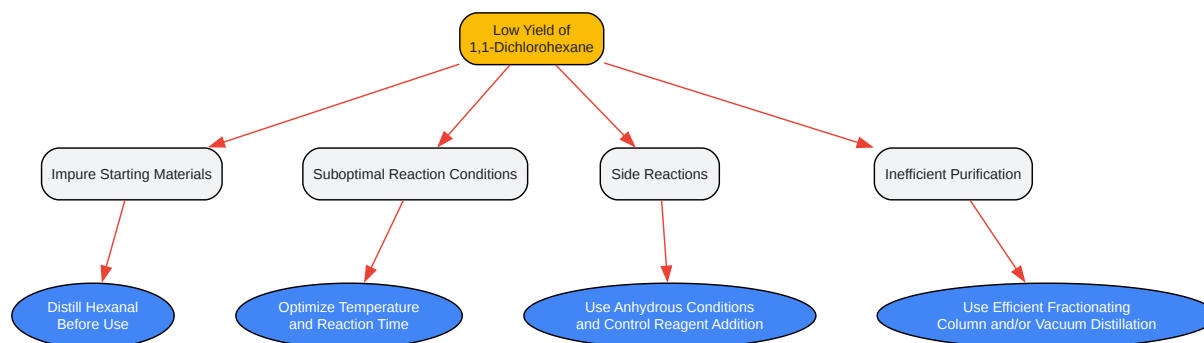 Low Yield of
1,1-Dichlorohexane
Impure Starting Materials
Suboptimal Reaction Conditions
Side Reactions
Inefficient Purification
Distill Hexanal
Before Use
Optimize Temperature
and Reaction Time
Use Anhydrous Conditions
and Control Reagent Addition
Use Efficient Fractionating
Column and/or Vacuum Distillation